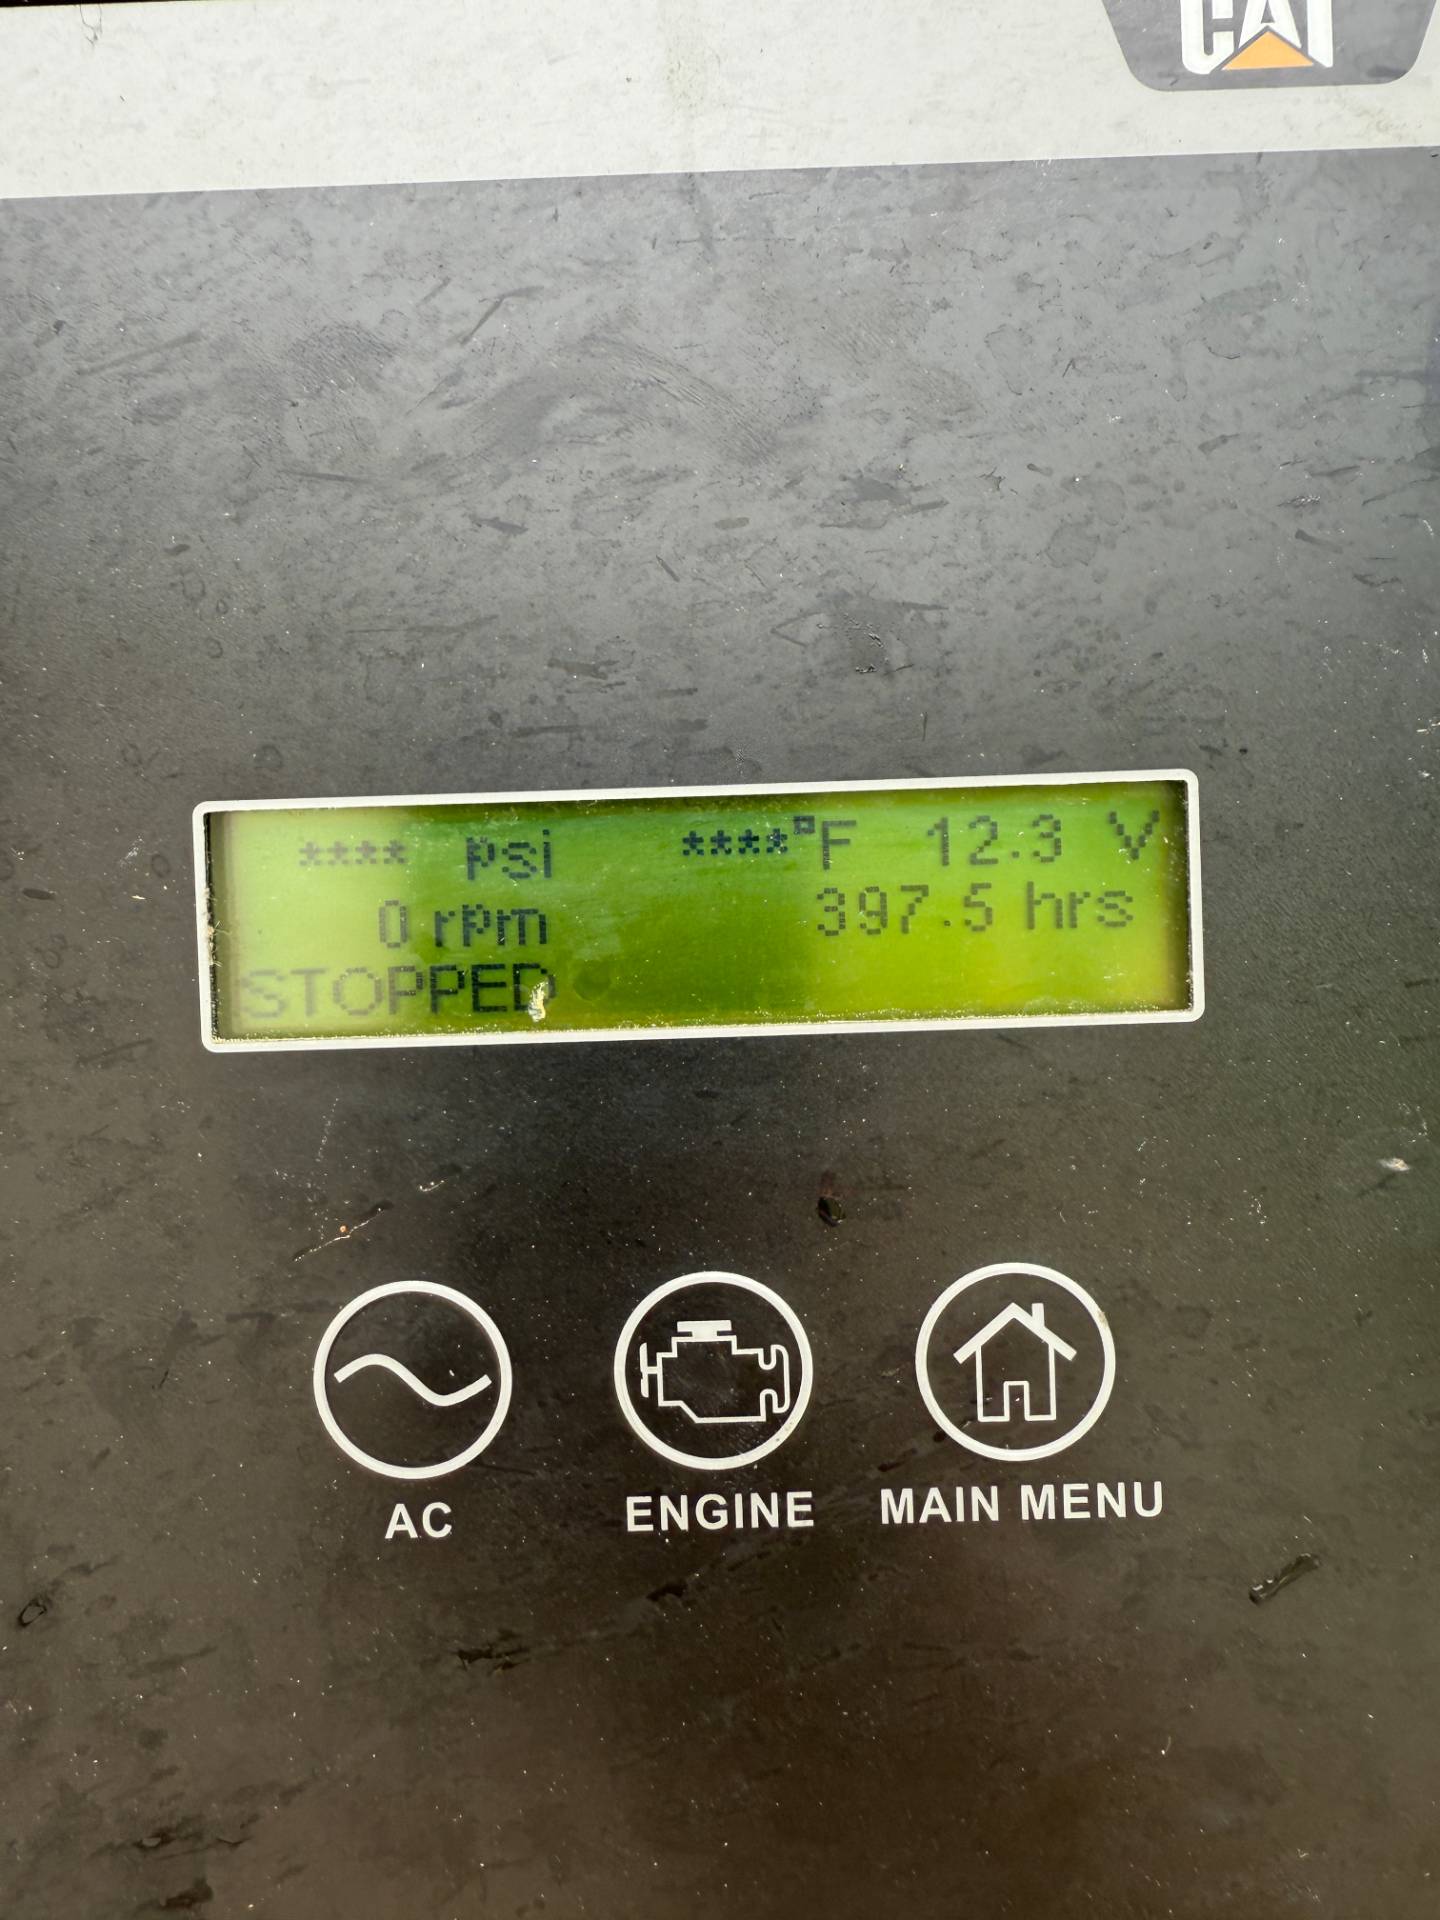 CAT
**** psi ****°F 12.3 V
0 rpm 397.5 hrs
STOPPED
AC
ENGINE
MAIN MENU